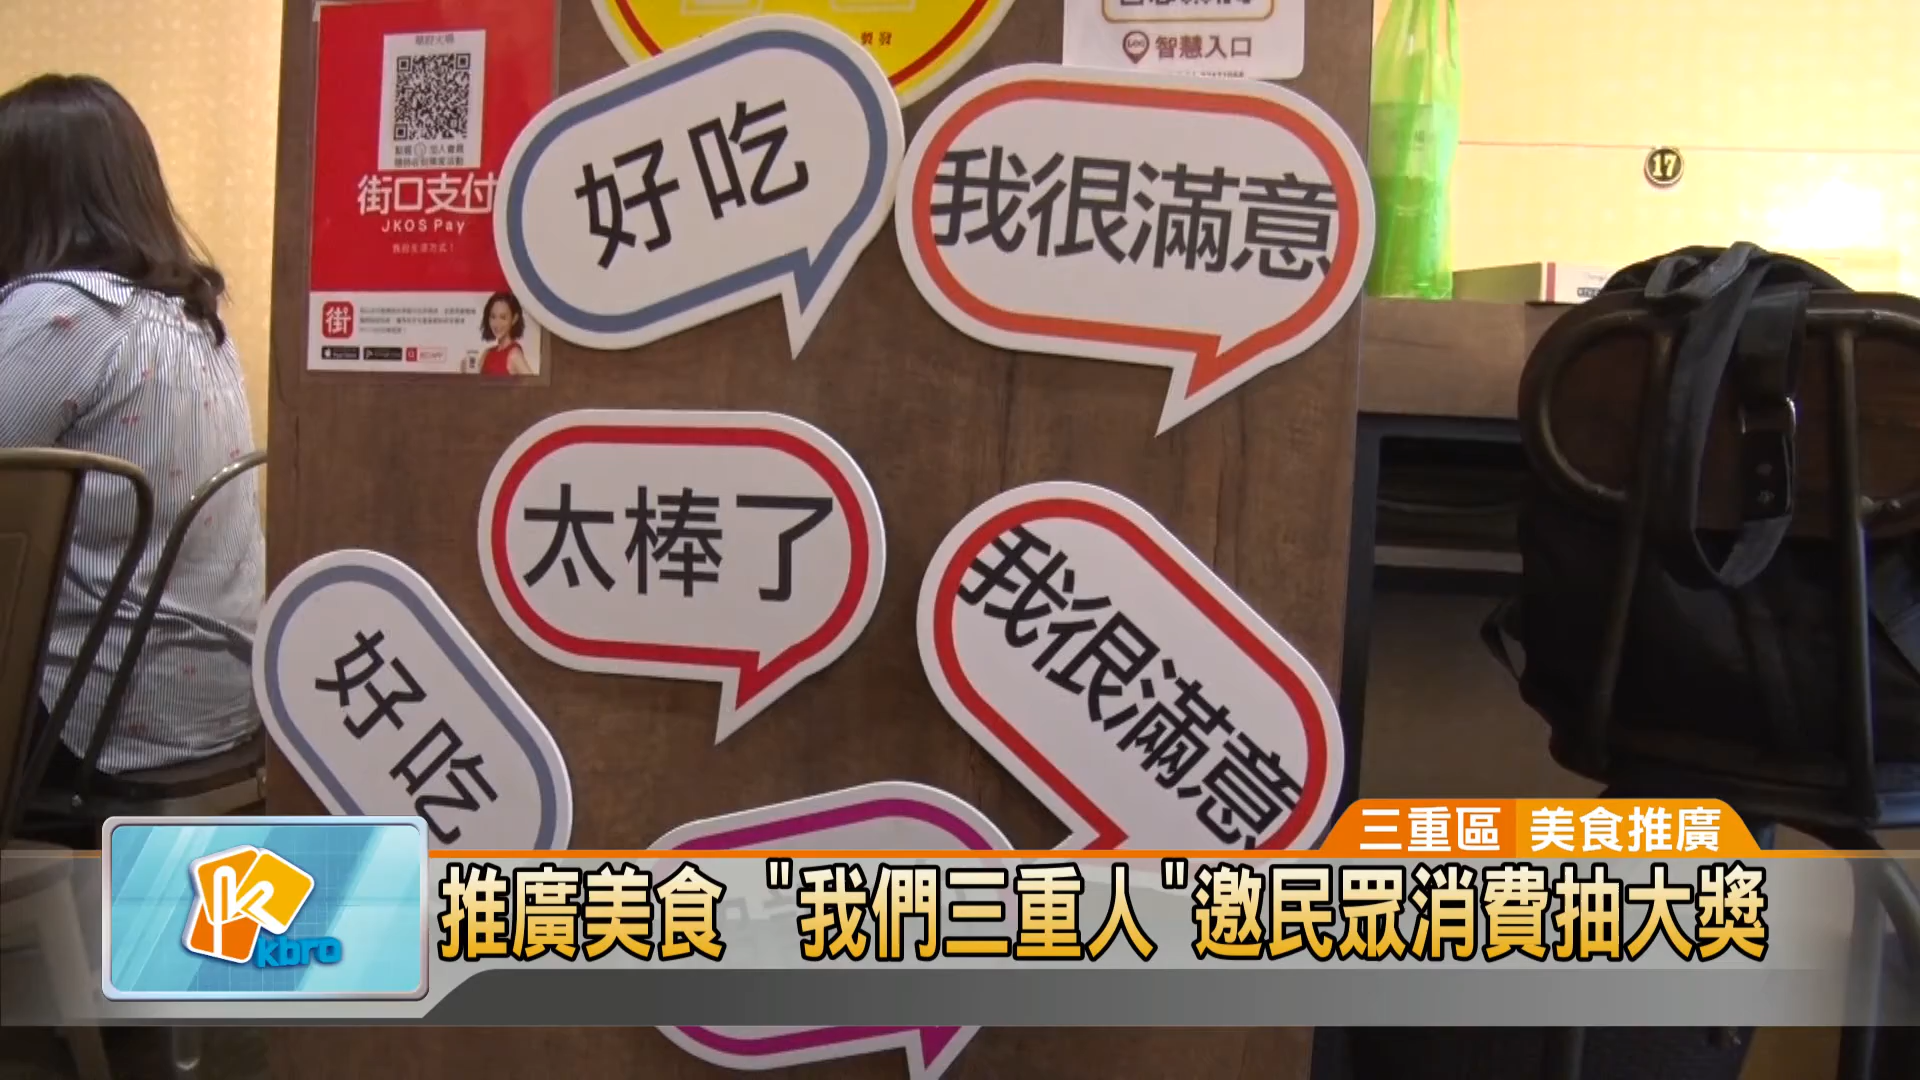 智慧入口
街口支付
JKOS Pay
街
好吃
我很滿意
17
太棒了
我很滿意
好吃
三重區 美食推廣
kbro
推廣美食 "我們三重人"邀民眾消費抽大獎